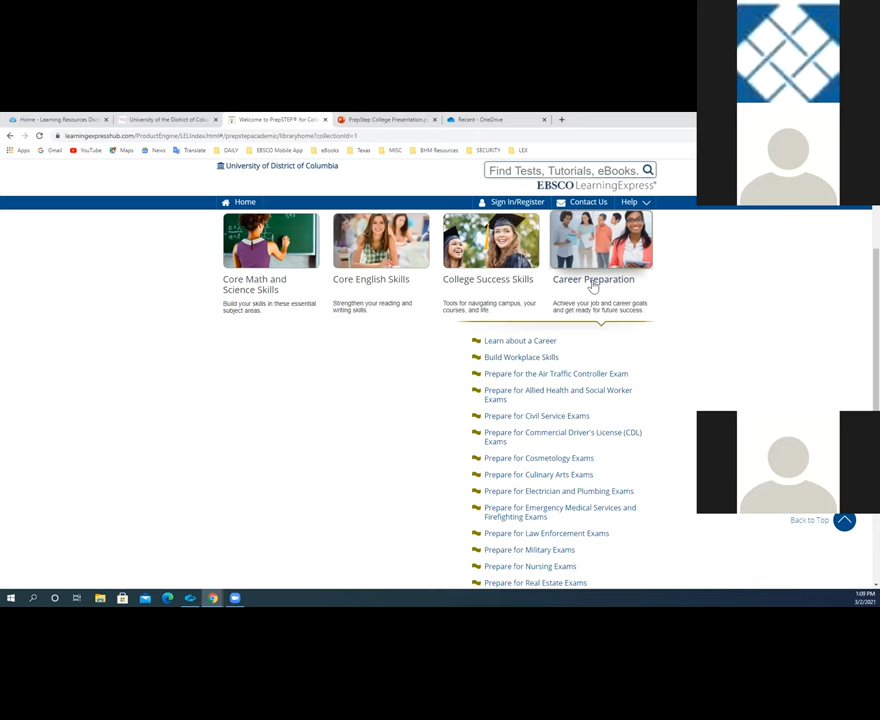 Home - Learning Resources Divi
University of the District of Colum
Welcome to PrepSTEP® for Coll
PrepStep College Presentation.p
Recent - OneDrive
learningexpresshub.com/ProductEngine/LELIndex.html#/prepstepacademic/libraryhome?collectionId=1
Apps
Gmail
YouTube
Maps
News
Translate
DAILY
EBSCO Mobile App
eBooks
Texas
MISC
BHM Resources
SECURITY
LEX
University of District of Columbia
Find Tests, Tutorials, eBooks.
EBSCO LearningExpress®
Home
Sign In/Register
Contact Us
Help
Core Math and
Science Skills
Build your skills in these essential
subject areas.
Core English Skills
Strengthen your reading and
writing skills.
College Success Skills
Tools for navigating campus, your
courses, and life.
Career Preparation
Achieve your job and career goals
and get ready for future success.
Learn about a Career
Build Workplace Skills
Prepare for the Air Traffic Controller Exam
Prepare for Allied Health and Social Worker
Exams
Prepare for Civil Service Exams
Prepare for Commercial Driver's License (CDL)
Exams
Prepare for Cosmetology Exams
Prepare for Culinary Arts Exams
Prepare for Electrician and Plumbing Exams
Prepare for Emergency Medical Services and
Firefighting Exams
Prepare for Law Enforcement Exams
Prepare for Military Exams
Prepare for Nursing Exams
Prepare for Real Estate Exams
Back to Top
1:09 PM
3/2/2021